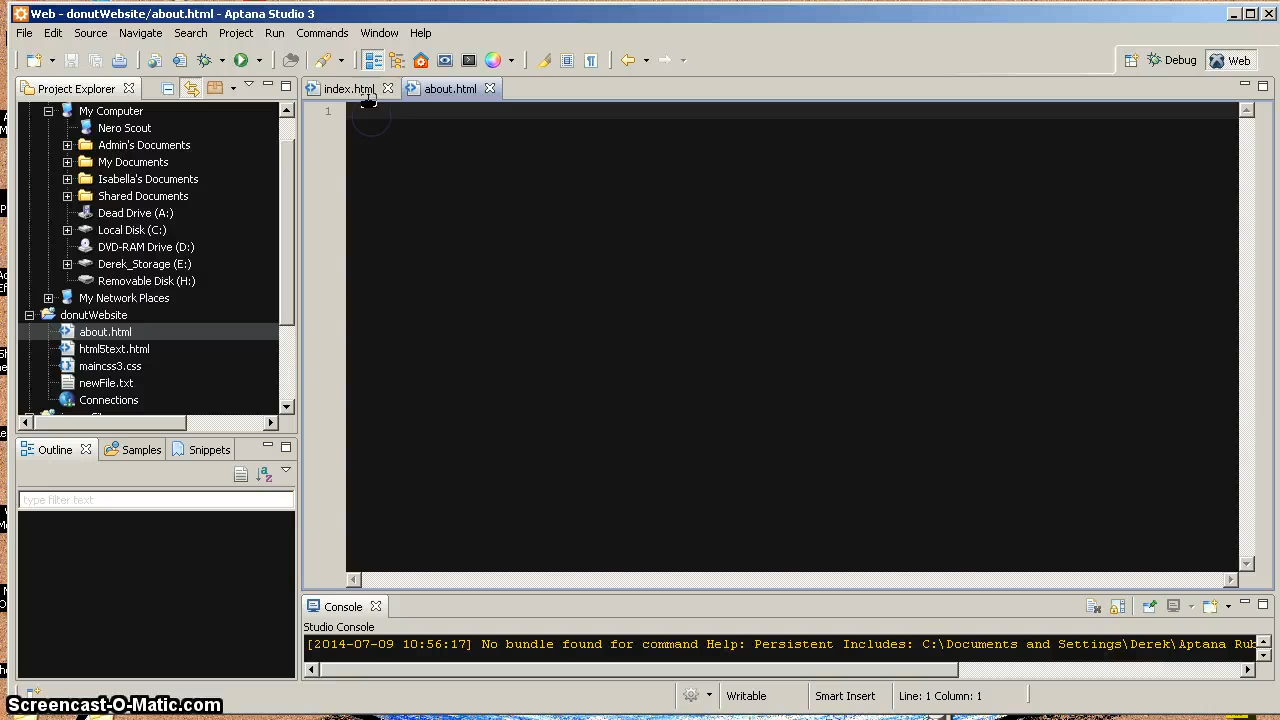 Web - donutWebsite/about.html - Aptana Studio 3
File Edit Source Navigate Search Project Run Commands Window Help
Debug Web
Project Explorer
index.html about.html
1
My Computer
Nero Scout
Admin's Documents
My Documents
Isabella's Documents
Shared Documents
Dead Drive (A:)
Local Disk (C:)
DVD-RAM Drive (D:)
Derek_Storage (E:)
Removable Disk (H:)
My Network Places
donutWebsite
about.html
html5text.html
maincss3.css
newFile.txt
Connections
Outline Samples Snippets
type filter text
Console
Studio Console
[2014-07-09 10:56:17] No bundle found for command Help: Persistent Includes: C:\Documents and Settings\Derek\Aptana Rub
Writable Smart Insert Line: 1 Column: 1
Screencast-O-Matic.com